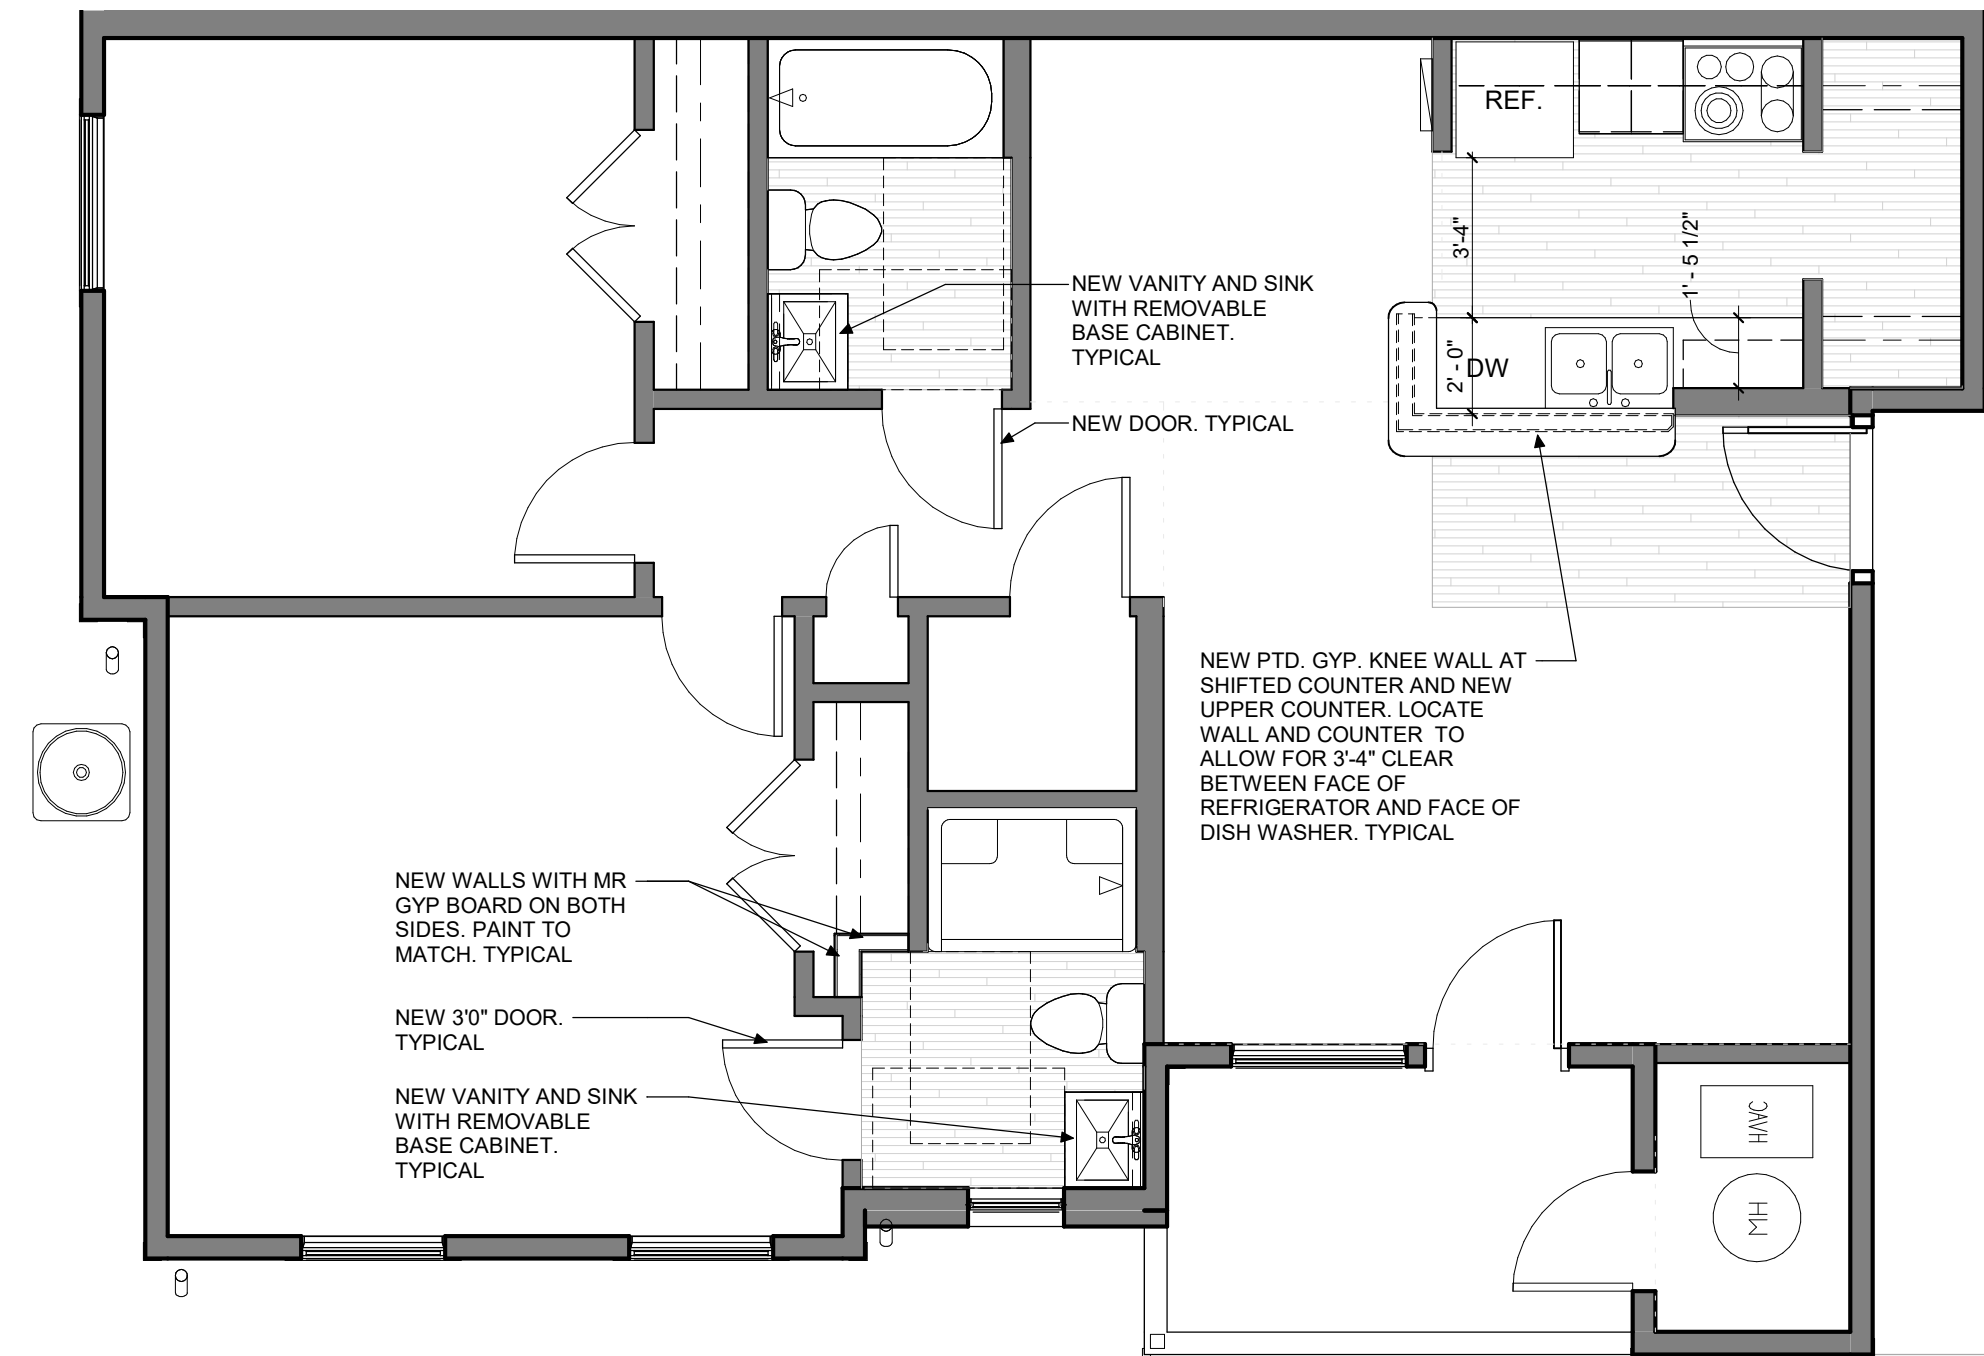 REF.
3'-4"
1' - 5 1/2"
2' - 0"
DW
NEW VANITY AND SINK
WITH REMOVABLE
BASE CABINET.
TYPICAL
NEW DOOR. TYPICAL
NEW PTD. GYP. KNEE WALL AT
SHIFTED COUNTER AND NEW
UPPER COUNTER. LOCATE
WALL AND COUNTER TO
ALLOW FOR 3'-4" CLEAR
BETWEEN FACE OF
REFRIGERATOR AND FACE OF
DISH WASHER. TYPICAL
NEW WALLS WITH MR
GYP BOARD ON BOTH
SIDES. PAINT TO
MATCH. TYPICAL
NEW 3'0" DOOR.
TYPICAL
NEW VANITY AND SINK
WITH REMOVABLE
BASE CABINET.
TYPICAL
HVAC
WH